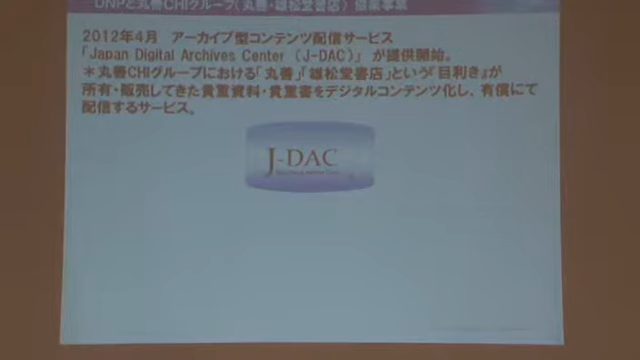 DNPと丸善CHIグループ（丸善・雄松堂書店） 協業事業
2012年4月　アーカイブ型コンテンツ配信サービス
「Japan Digital Archives Center（J-DAC）」 が提供開始。
＊丸善CHIグループにおける「丸善」「雄松堂書店」という『目利き』が
所有・販売してきた貴重資料・貴重書をデジタルコンテンツ化し、有償にて
配信するサービス。
J-DAC